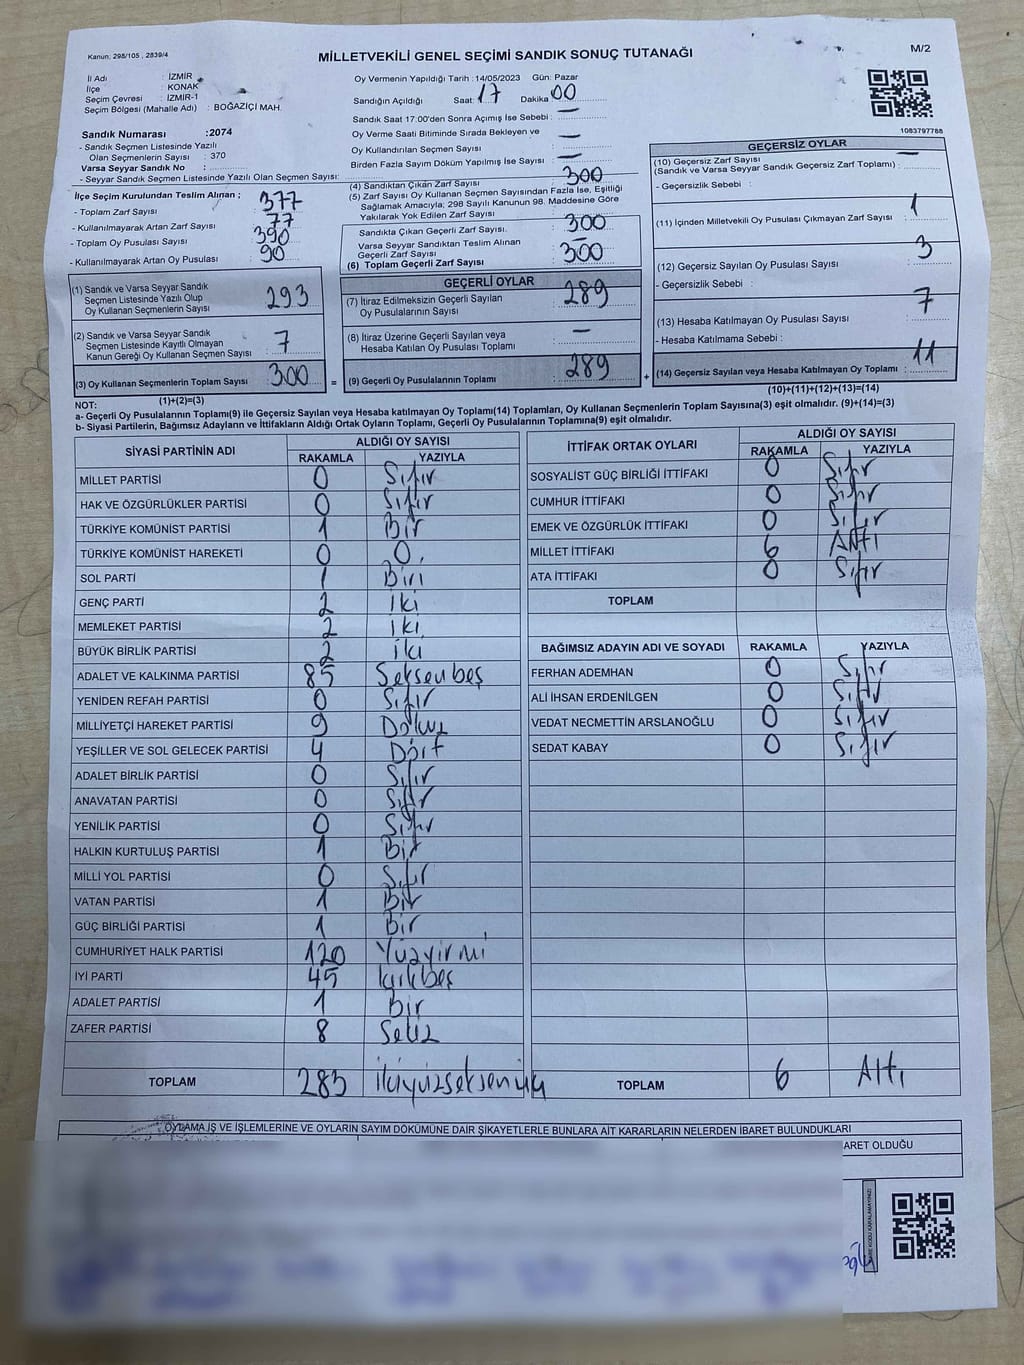 Kanun: 298/105 , 2839/4
MİLLETVEKİLİ GENEL SEÇİMİ SANDIK SONUÇ TUTANAĞI
M/2
İl Adı : İZMİR
İlçe : KONAK
Seçim Çevresi : İZMİR-1
Seçim Bölgesi (Mahalle Adı) : BOĞAZİÇİ MAH.
Sandık Numarası :2074
- Sandık Seçmen Listesinde Yazılı
Olan Seçmenlerin Sayısı : 370
Varsa Seyyar Sandık No :
- Seyyar Sandık Seçmen Listesinde Yazılı Olan Seçmen Sayısı:
Oy Vermenin Yapıldığı Tarih :14/05/2023 Gün: Pazar
Sandığın Açıldığı Saat: 17 Dakika 00
Sandık Saat 17:00'den Sonra Açımış İse Sebebi : —
Oy Verme Saati Bitiminde Sırada Bekleyen ve
Oy Kullandırılan Seçmen Sayısı : —
Birden Fazla Sayım Döküm Yapılmış İse Sayısı : —
1083797788
İlçe Seçim Kurulundan Teslim Alınan ;
- Toplam Zarf Sayısı : 377
- Kullanılmayarak Artan Zarf Sayısı : 77
- Toplam Oy Pusulası Sayısı : 390
- Kullanılmayarak Artan Oy Pusulası : 90
(4) Sandıktan Çıkan Zarf Sayısı : 300
(5) Zarf Sayısı Oy Kullanan Seçmen Sayısından Fazla İse, Eşitliği
Sağlamak Amacıyla; 298 Sayılı Kanunun 98. Maddesine Göre
Yakılarak Yok Edilen Zarf Sayısı :
Sandıkta Çıkan Geçerli Zarf Sayısı. : 300
Varsa Seyyar Sandıktan Teslim Alınan
Geçerli Zarf Sayısı :
(6) Toplam Geçerli Zarf Sayısı : 300
GEÇERSİZ OYLAR
(10) Geçersiz Zarf Sayısı
(Sandık ve Varsa Seyyar Sandık Geçersiz Zarf Toplamı) : —
- Geçersizlik Sebebi :
(11) İçinden Milletvekili Oy Pusulası Çıkmayan Zarf Sayısı : 1
(12) Geçersiz Sayılan Oy Pusulası Sayısı : 3
- Geçersizlik Sebebi :
(13) Hesaba Katılmayan Oy Pusulası Sayısı : 7
- Hesaba Katılmama Sebebi :
(14) Geçersiz Sayılan veya Hesaba Katılmayan Oy Toplamı : 11
(10)+(11)+(12)+(13)=(14)
(1) Sandık ve Varsa Seyyar Sandık
Seçmen Listesinde Yazılı Olup
Oy Kullanan Seçmenlerin Sayısı : 293
(2) Sandık ve Varsa Seyyar Sandık
Seçmen Listesinde Kayıtlı Olmayan
Kanun Gereği Oy Kullanan Seçmen Sayısı : 7
(3) Oy Kullanan Seçmenlerin Toplam Sayısı : 300
(1)+(2)=(3)
=
GEÇERLİ OYLAR
(7) İtiraz Edilmeksizin Geçerli Sayılan
Oy Pusulalarının Sayısı : 289
(8) İtiraz Üzerine Geçerli Sayılan veya
Hesaba Katılan Oy Pusulası Toplamı : —
(9) Geçerli Oy Pusulalarının Toplamı : 289
+
NOT:
a- Geçerli Oy Pusulalarının Toplamı(9) ile Geçersiz Sayılan veya Hesaba katılmayan Oy Toplamı(14) Toplamları, Oy Kullanan Seçmenlerin Toplam Sayısına(3) eşit olmalıdır. (9)+(14)=(3)
b- Siyasi Partilerin, Bağımsız Adayların ve İttifakların Aldığı Ortak Oyların Toplamı, Geçerli Oy Pusulalarının Toplamına(9) eşit olmalıdır.
SİYASİ PARTİNİN ADI ALDIĞI OY SAYISI
RAKAMLA YAZIYLA
MİLLET PARTİSİ 0 Sıfır
HAK VE ÖZGÜRLÜKLER PARTİSİ 0 Sıfır
TÜRKİYE KOMÜNİST PARTİSİ 1 Bir
TÜRKİYE KOMÜNİST HAREKETİ 0 0.
SOL PARTİ 1 Biri
GENÇ PARTİ 2 iki
MEMLEKET PARTİSİ 2 iki
BÜYÜK BİRLİK PARTİSİ 2 iki
ADALET VE KALKINMA PARTİSİ 85 Seksenbeş
YENİDEN REFAH PARTİSİ 0 Sıfır
MİLLİYETÇİ HAREKET PARTİSİ 9 Dokuz
YEŞİLLER VE SOL GELECEK PARTİSİ 4 Dört
ADALET BİRLİK PARTİSİ 0 Sıfır
ANAVATAN PARTİSİ 0 Sıfır
YENİLİK PARTİSİ 0 Sıfır
HALKIN KURTULUŞ PARTİSİ 1 Bir
MİLLİ YOL PARTİSİ 0 Sıfır
VATAN PARTİSİ 1 Bir
GÜÇ BİRLİĞİ PARTİSİ 1 Bir
CUMHURİYET HALK PARTİSİ 120 Yüzyirmi
İYİ PARTİ 45 kırkbeş
ADALET PARTİSİ 1 Bir
ZAFER PARTİSİ 8 Sekiz
TOPLAM 283 ikiyüzseksenüç
İTTİFAK ORTAK OYLARI ALDIĞI OY SAYISI
RAKAMLA YAZIYLA
SOSYALİST GÜÇ BİRLİĞİ İTTİFAKI 0 Sıfır
CUMHUR İTTİFAKI 0 Sıfır
EMEK VE ÖZGÜRLÜK İTTİFAKI 0 Sıfır
MİLLET İTTİFAKI 6 Altı
ATA İTTİFAKI 0 Sıfır
TOPLAM
BAĞIMSIZ ADAYIN ADI VE SOYADI RAKAMLA YAZIYLA
FERHAN ADEMHAN 0 Sıfır
ALİ İHSAN ERDENİLGEN 0 Sıfır
VEDAT NECMETTİN ARSLANOĞLU 0 Sıfır
SEDAT KABAY 0 Sıfır
TOPLAM 6 Altı
OYLAMA İŞ VE İŞLEMLERİNE VE OYLARIN SAYIM DÖKÜMÜNE DAİR ŞİKAYETLERLE BUNLARA AİT KARARLARIN NELERDEN İBARET BULUNDUKLARI
ARET OLDUĞU